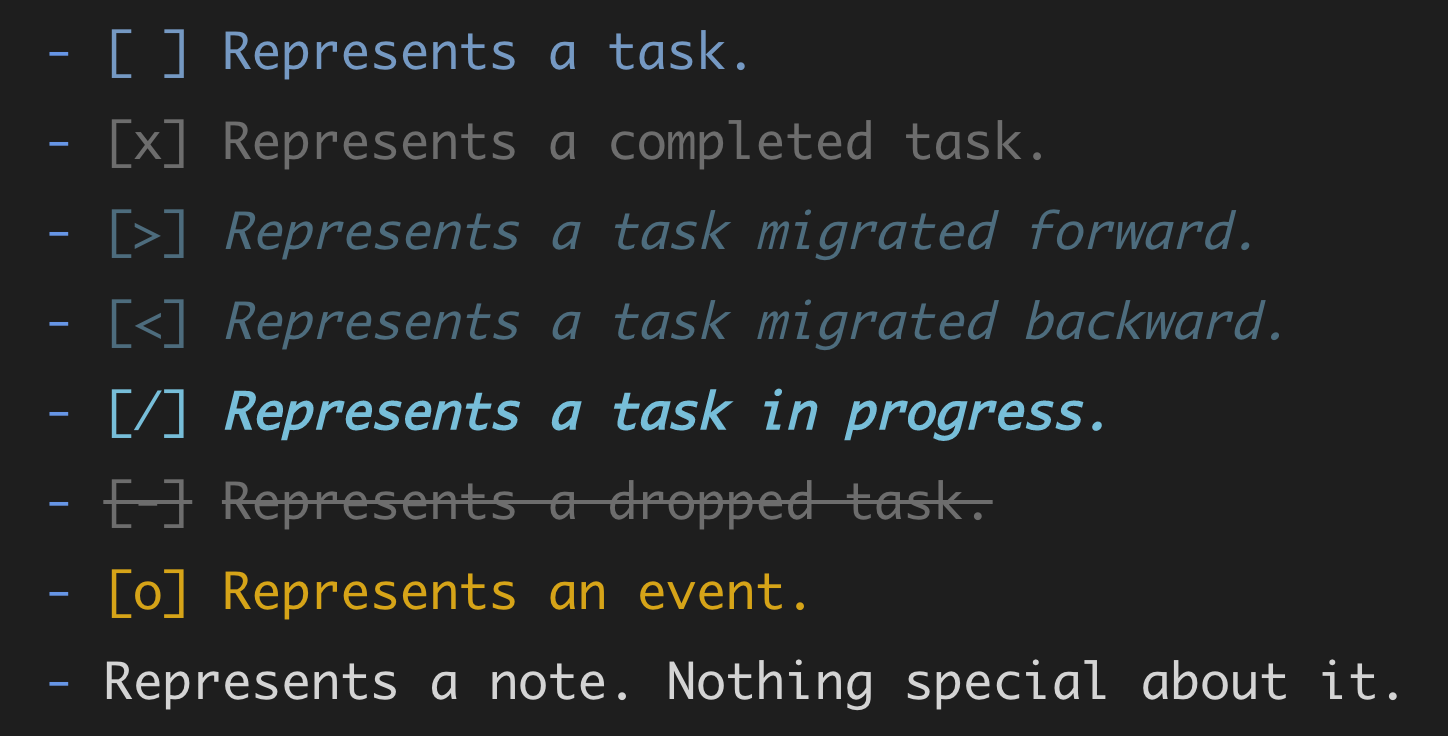 - [ ] Represents a task.
- [x] Represents a completed task.
- [>] Represents a task migrated forward.
- [<] Represents a task migrated backward.
- [/] Represents a task in progress.
- [-] Represents a dropped task.
- [o] Represents an event.
- Represents a note. Nothing special about it.